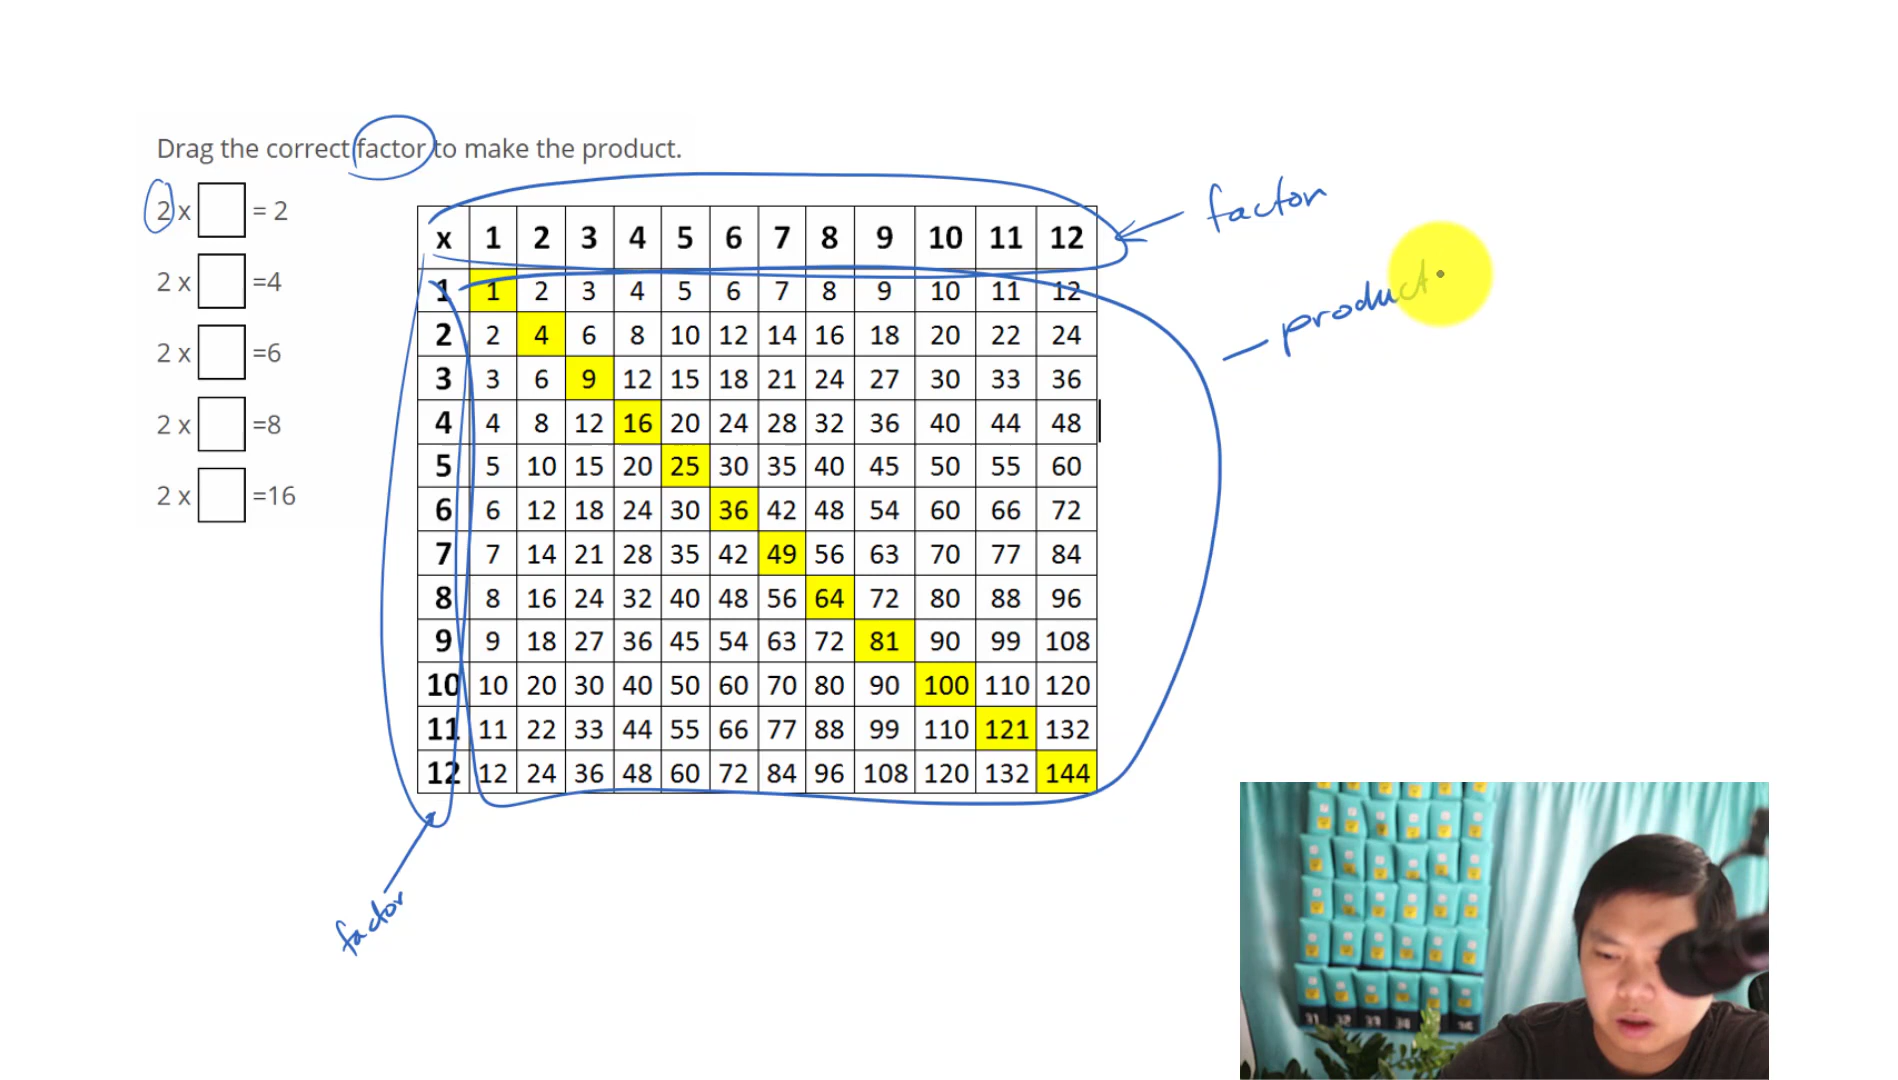 Drag the correct factor to make the product.
2 x = 2
2 x =4
2 x =6
2 x =8
2 x =16
x 1 2 3 4 5 6 7 8 9 10 11 12
1 1 2 3 4 5 6 7 8 9 10 11 12
2 2 4 6 8 10 12 14 16 18 20 22 24
3 3 6 9 12 15 18 21 24 27 30 33 36
4 4 8 12 16 20 24 28 32 36 40 44 48
5 5 10 15 20 25 30 35 40 45 50 55 60
6 6 12 18 24 30 36 42 48 54 60 66 72
7 7 14 21 28 35 42 49 56 63 70 77 84
8 8 16 24 32 40 48 56 64 72 80 88 96
9 9 18 27 36 45 54 63 72 81 90 99 108
10 10 20 30 40 50 60 70 80 90 100 110 120
11 11 22 33 44 55 66 77 88 99 110 121 132
12 12 24 36 48 60 72 84 96 108 120 132 144
factor
product
factor
31 32 33 34 36